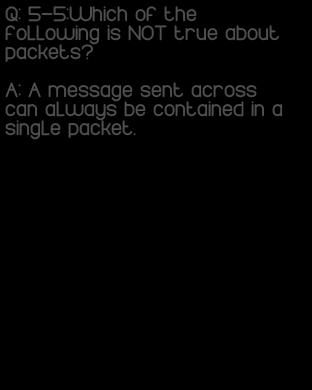 Q: 5-5:Which of the
following is NOT true about
packets?
A: A message sent across
can always be contained in a
single packet.